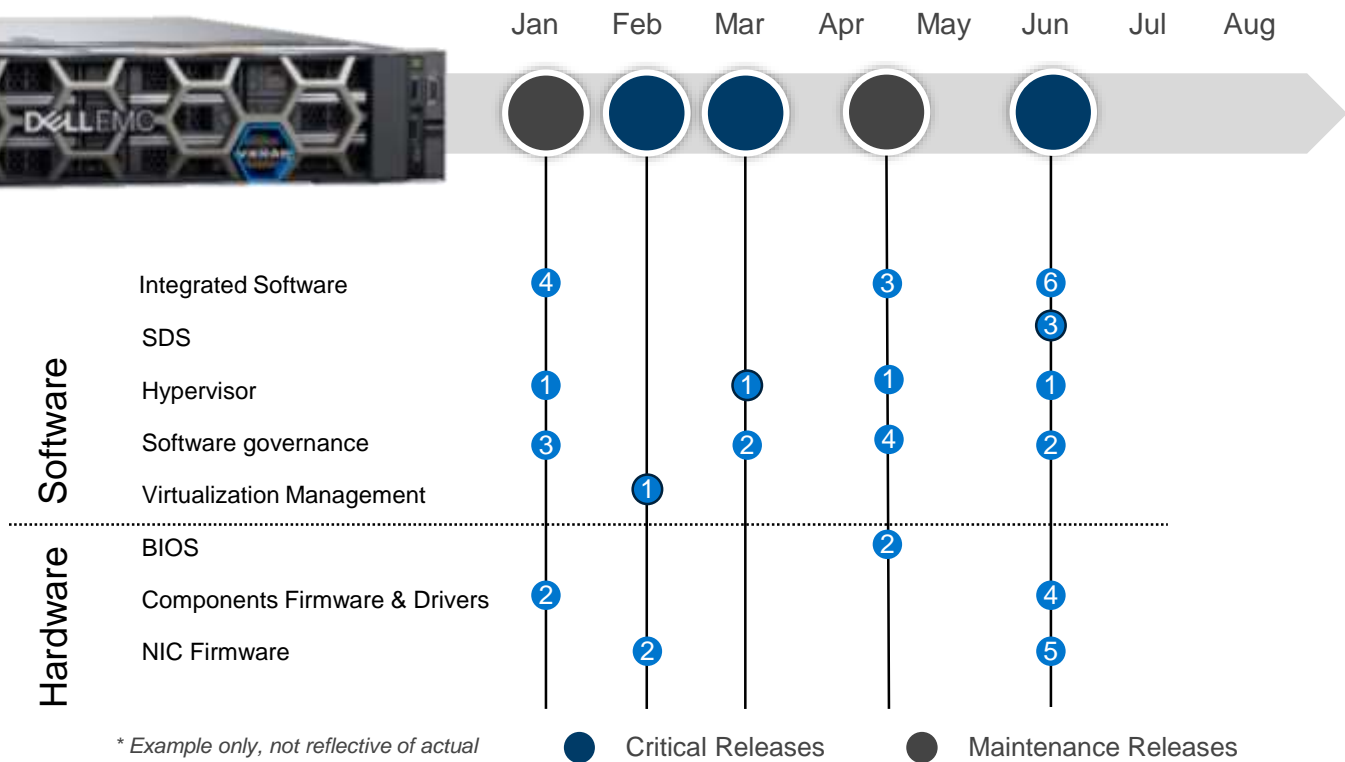 Jan Feb Mar Apr May Jun Jul Aug
DELLEMC
VXRAIL
Integrated Software 4 3 6
SDS 3
Software
Hypervisor 1 1 1 1
Software governance 3 2 4 2
Virtualization Management 1
BIOS 2
Hardware
Components Firmware & Drivers 2 4
NIC Firmware 2 5
* Example only, not reflective of actual
Critical Releases
Maintenance Releases